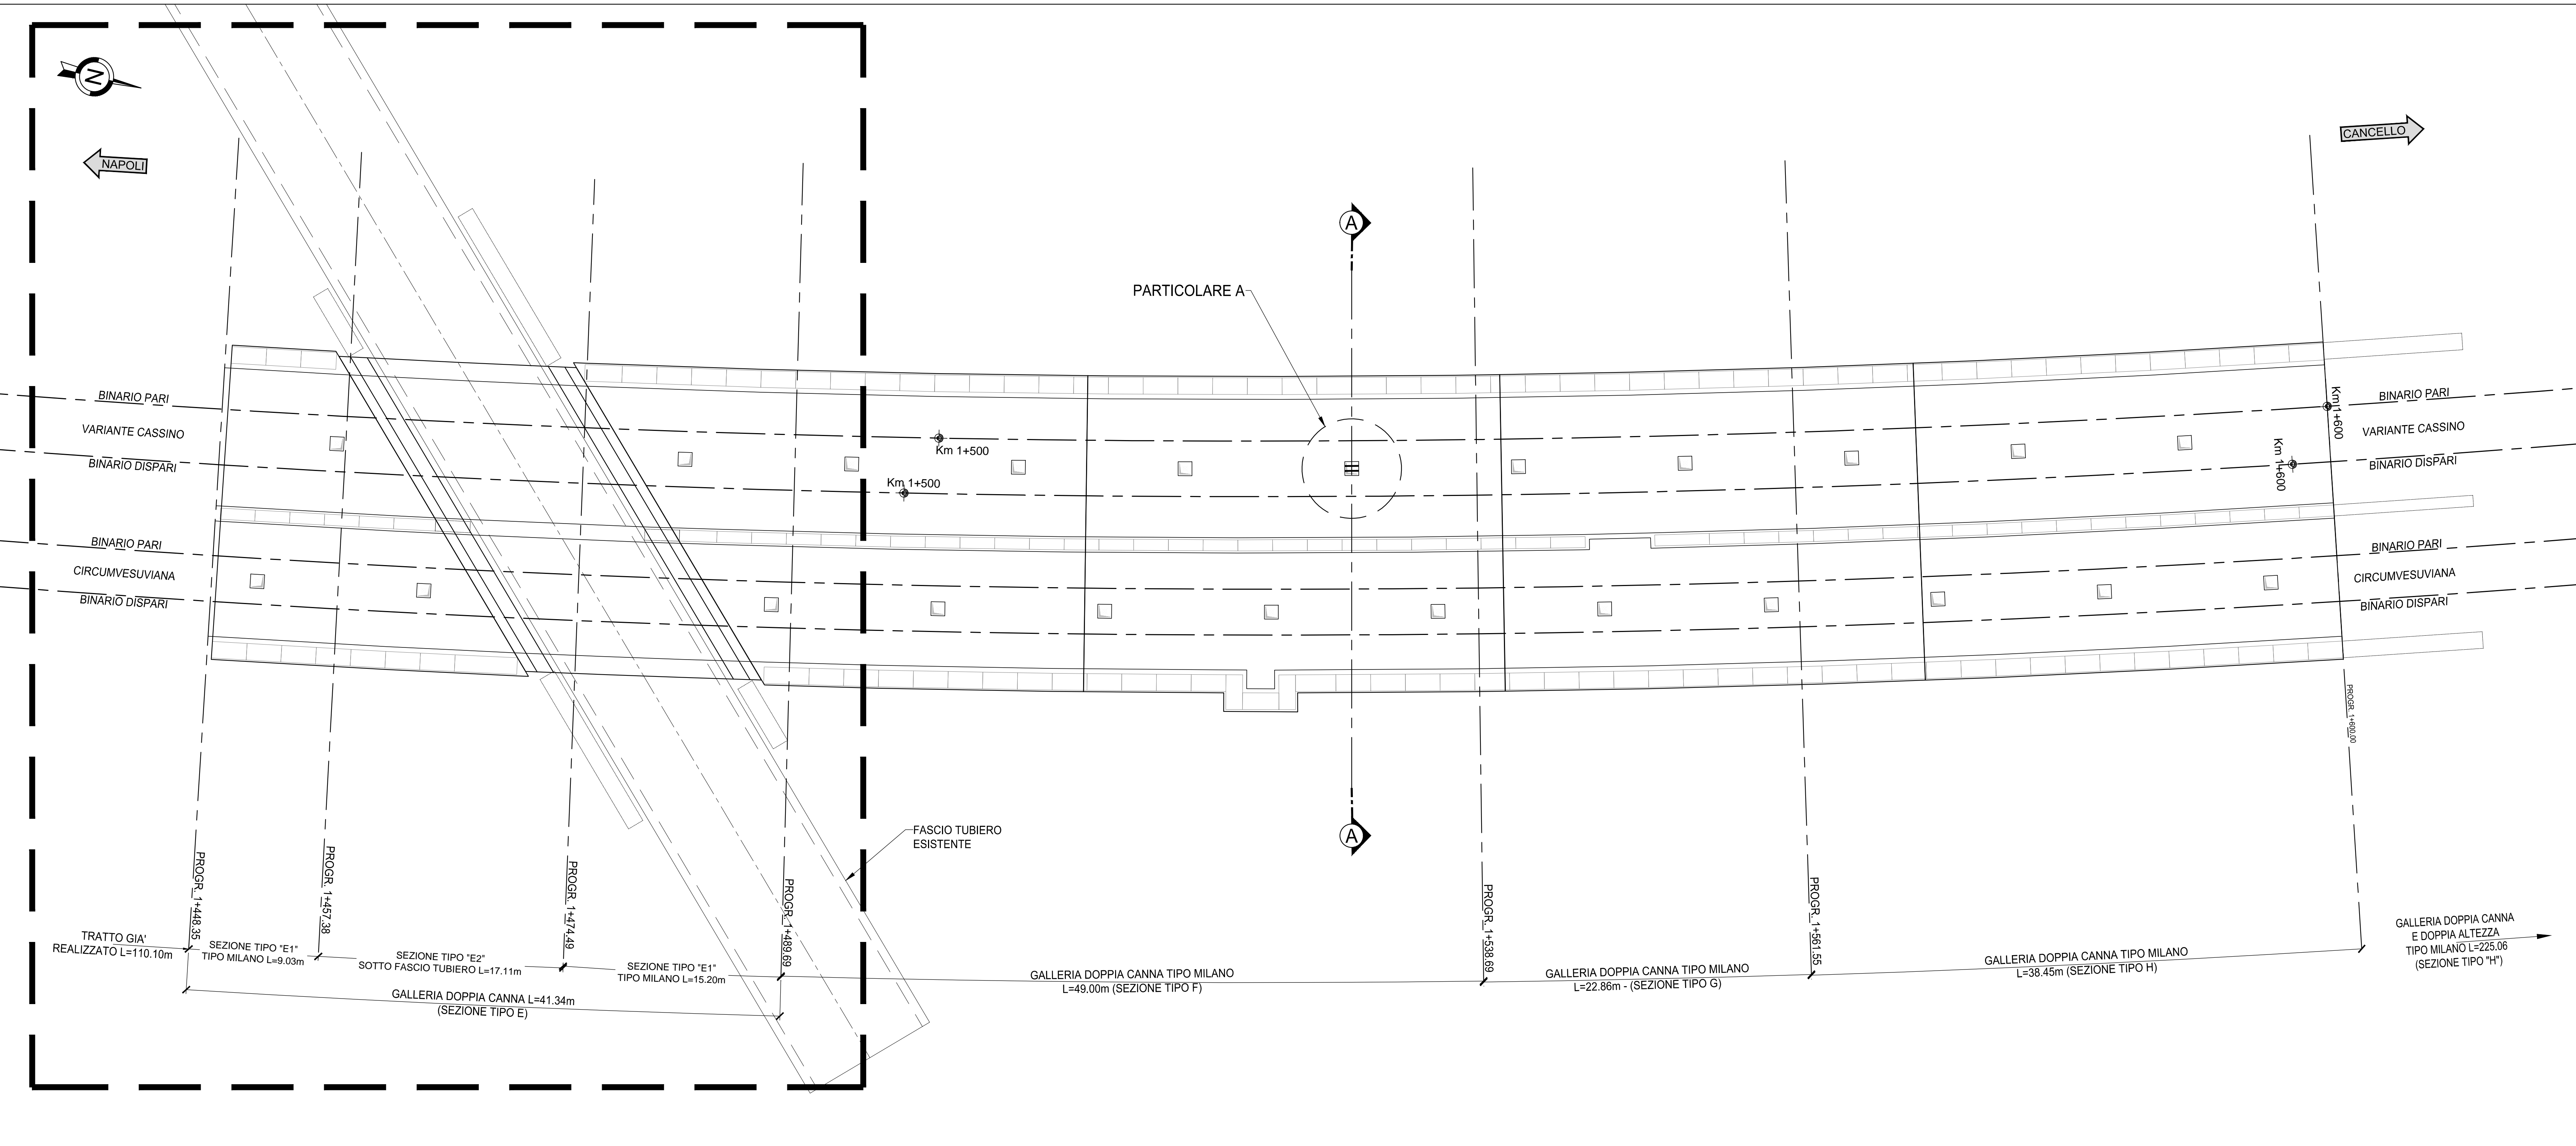 N
NAPOLI
CANCELLO
A
PARTICOLARE A
BINARIO PARI
VARIANTE CASSINO
BINARIO DISPARI
BINARIO PARI
CIRCUMVESUVIANA
BINARIO DISPARI
Km 1+500
Km 1+500
Km 1+600
Km 1+600
BINARIO PARI
VARIANTE CASSINO
BINARIO DISPARI
BINARIO PARI
CIRCUMVESUVIANA
BINARIO DISPARI
PROGR. 1+600.00
FASCIO TUBIERO
ESISTENTE
A
PROGR. 1+448.35
PROGR. 1+457.38
PROGR. 1+474.49
PROGR. 1+489.69
PROGR. 1+538.69
PROGR. 1+561.55
TRATTO GIA'
REALIZZATO L=110.10m
SEZIONE TIPO "E1"
TIPO MILANO L=9.03m
SEZIONE TIPO "E2"
SOTTO FASCIO TUBIERO L=17.11m
SEZIONE TIPO "E1"
TIPO MILANO L=15.20m
GALLERIA DOPPIA CANNA L=41.34m
(SEZIONE TIPO E)
GALLERIA DOPPIA CANNA TIPO MILANO
L=49.00m (SEZIONE TIPO F)
GALLERIA DOPPIA CANNA TIPO MILANO
L=22.86m - (SEZIONE TIPO G)
GALLERIA DOPPIA CANNA TIPO MILANO
L=38.45m (SEZIONE TIPO H)
GALLERIA DOPPIA CANNA
E DOPPIA ALTEZZA
TIPO MILANO L=225.06
(SEZIONE TIPO "H")